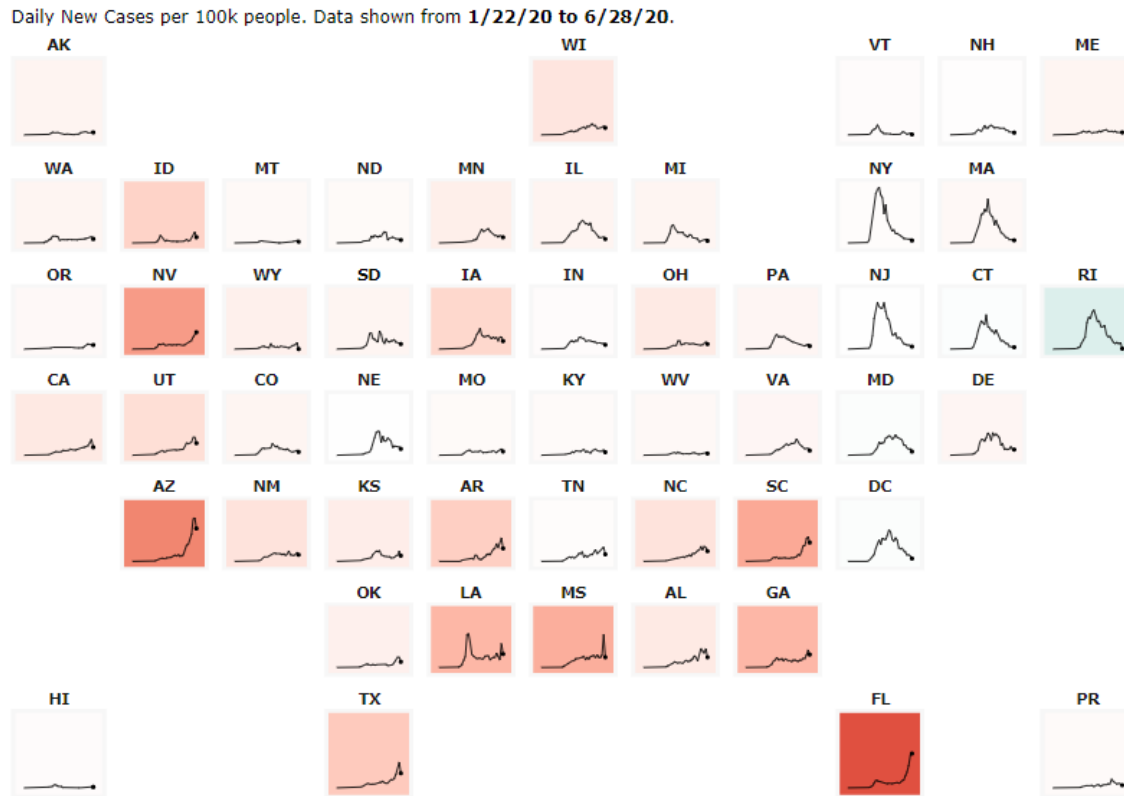 Daily New Cases per 100k people. Data shown from 1/22/20 to 6/28/20.
AK WI VT NH ME
WA ID MT ND MN IL MI NY MA
OR NV WY SD IA IN OH PA NJ CT RI
CA UT CO NE MO KY WV VA MD DE
AZ NM KS AR TN NC SC DC
OK LA MS AL GA
HI TX FL PR